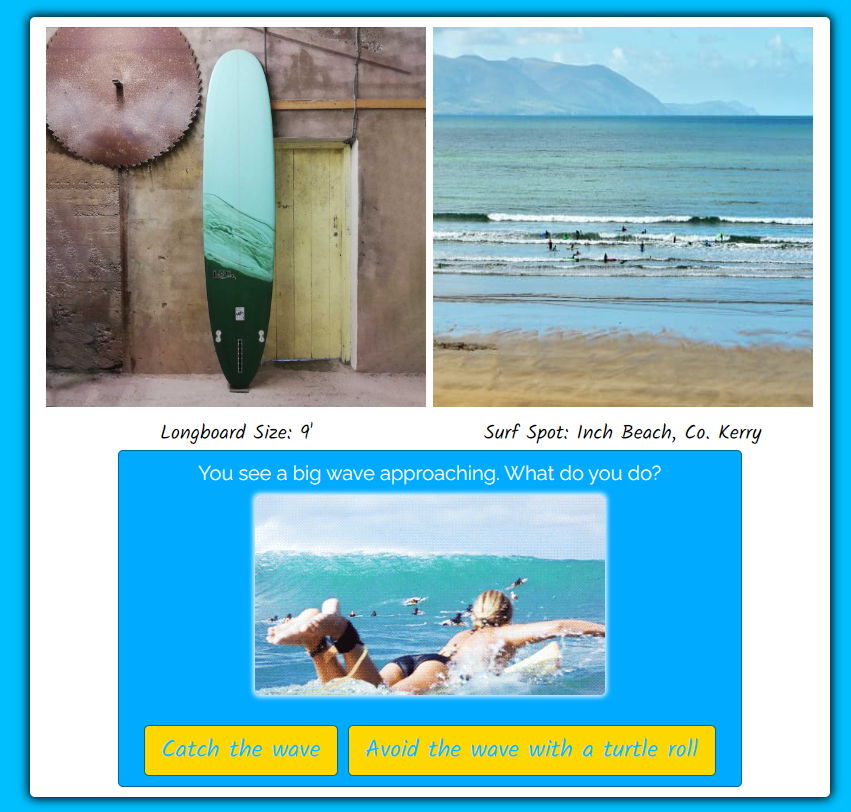 Longboard Size: 9'
Surf Spot: Inch Beach, Co. Kerry
You see a big wave approaching. What do you do?
Catch the wave
Avoid the wave with a turtle roll